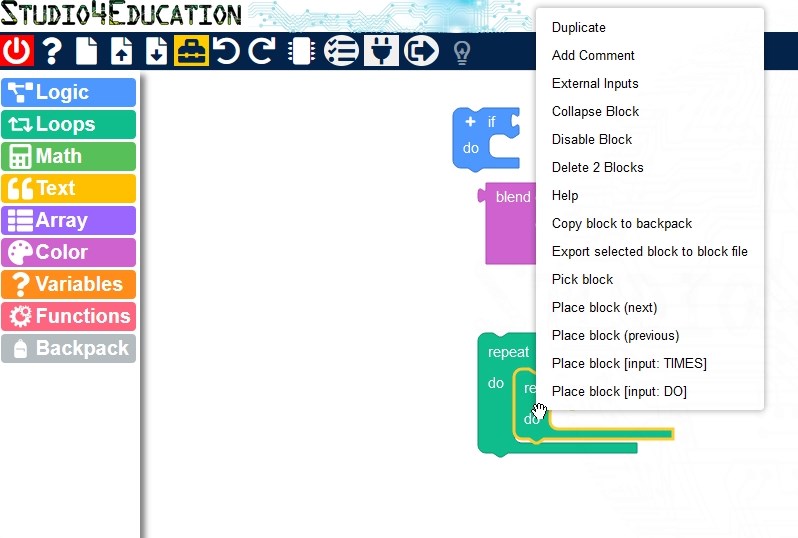 STUDIO4EDUCATION
Logic
Loops
Math
Text
Array
Color
Variables
Functions
Backpack
+ if
do
blend
repeat
do
re
do
Duplicate
Add Comment
External Inputs
Collapse Block
Disable Block
Delete 2 Blocks
Help
Copy block to backpack
Export selected block to block file
Pick block
Place block (next)
Place block (previous)
Place block [input: TIMES]
Place block [input: DO]